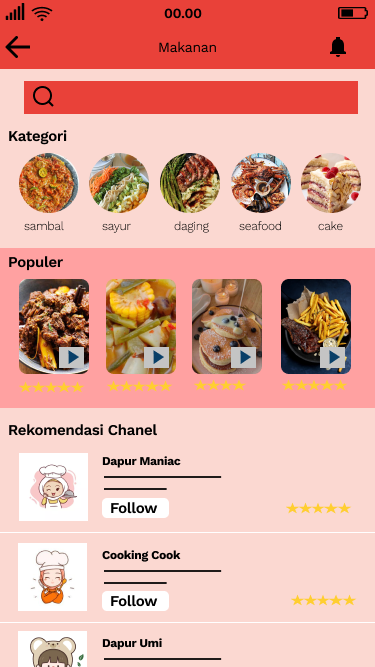 00.00
Makanan
Kategori
sambal sayur daging seafood cake
Populer
Rekomendasi Chanel
Dapur Maniac
Follow
Cooking Cook
Follow
Dapur Umi